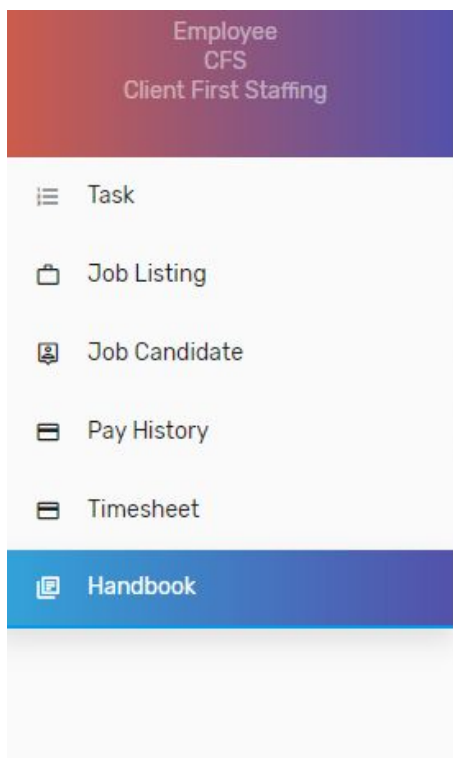 Employee
CFS
Client First Staffing
Task
Job Listing
Job Candidate
Pay History
Timesheet
Handbook